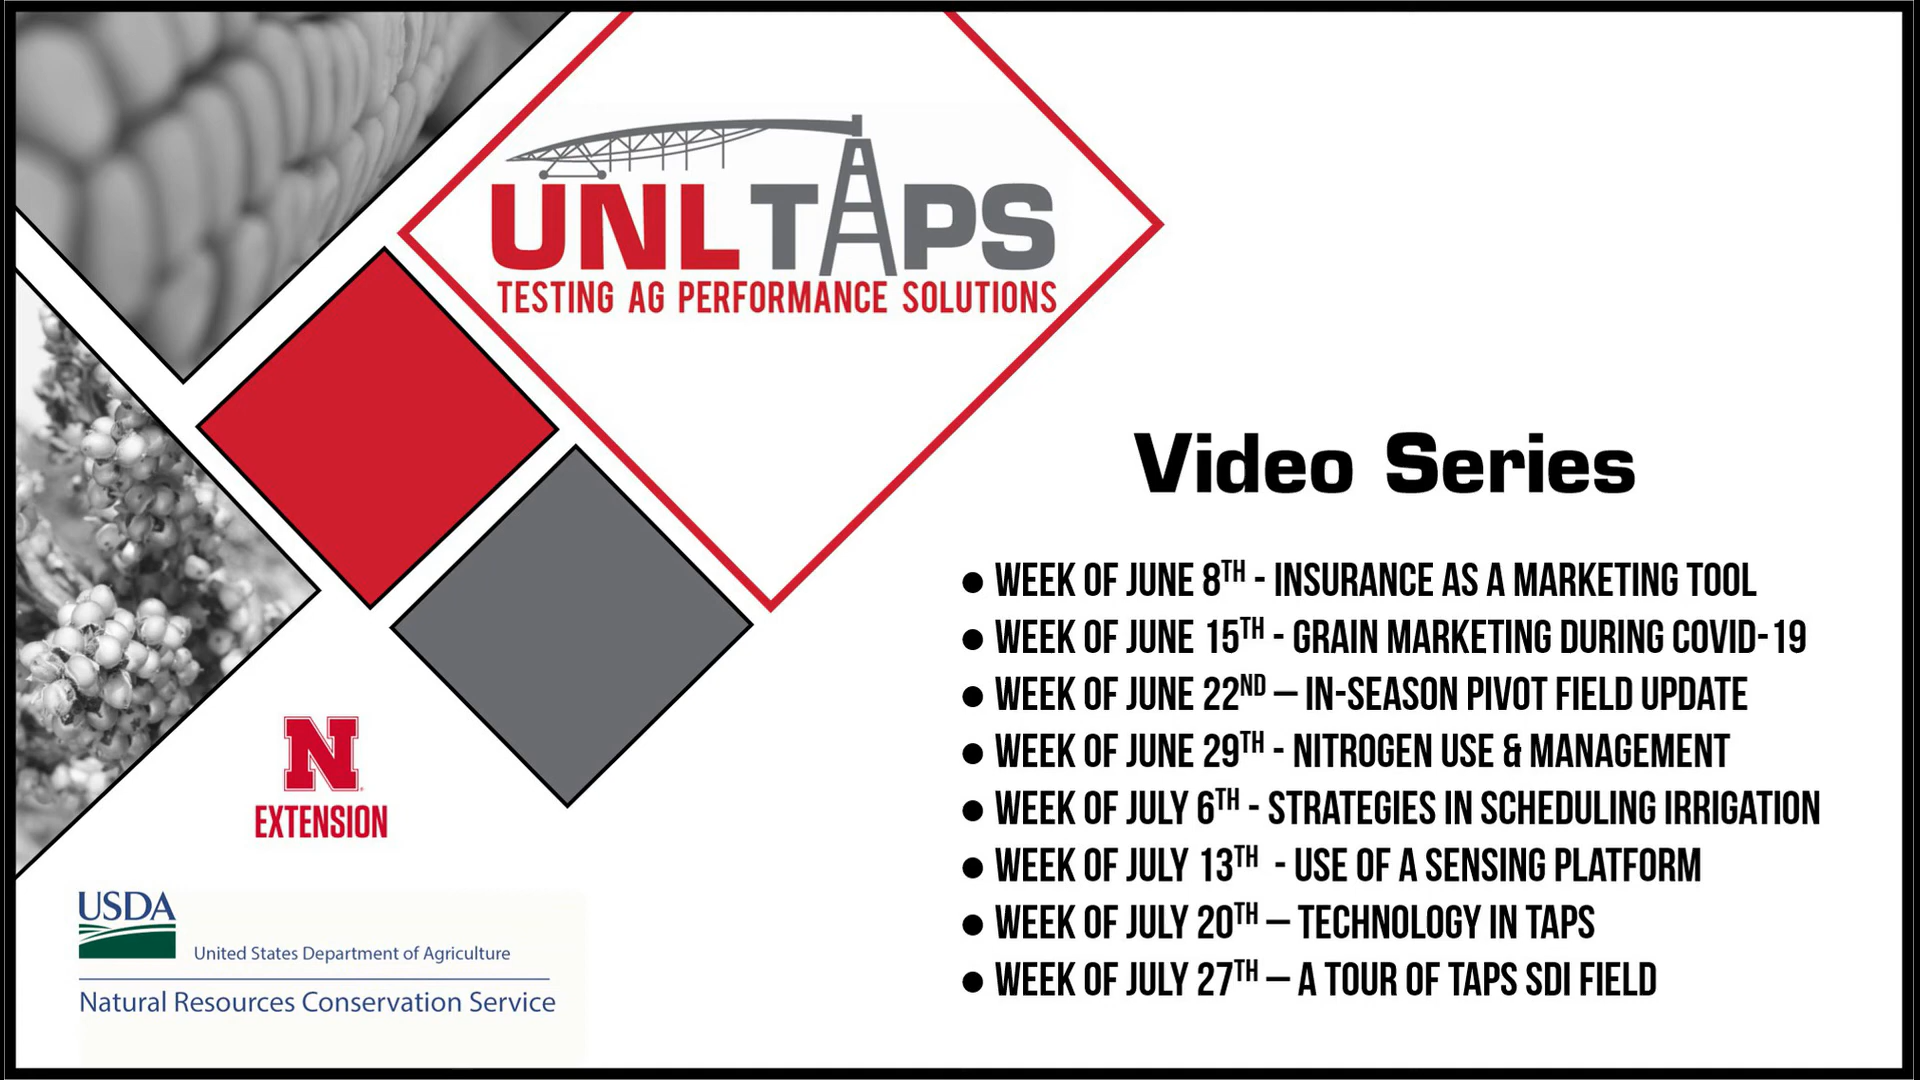 UNL TAPS
TESTING AG PERFORMANCE SOLUTIONS
Video Series
● WEEK OF JUNE 8TH - INSURANCE AS A MARKETING TOOL
● WEEK OF JUNE 15TH - GRAIN MARKETING DURING COVID-19
● WEEK OF JUNE 22ND – IN-SEASON PIVOT FIELD UPDATE
● WEEK OF JUNE 29TH - NITROGEN USE & MANAGEMENT
● WEEK OF JULY 6TH - STRATEGIES IN SCHEDULING IRRIGATION
● WEEK OF JULY 13TH - USE OF A SENSING PLATFORM
● WEEK OF JULY 20TH – TECHNOLOGY IN TAPS
● WEEK OF JULY 27TH – A TOUR OF TAPS SDI FIELD
N
EXTENSION
USDA
United States Department of Agriculture
Natural Resources Conservation Service